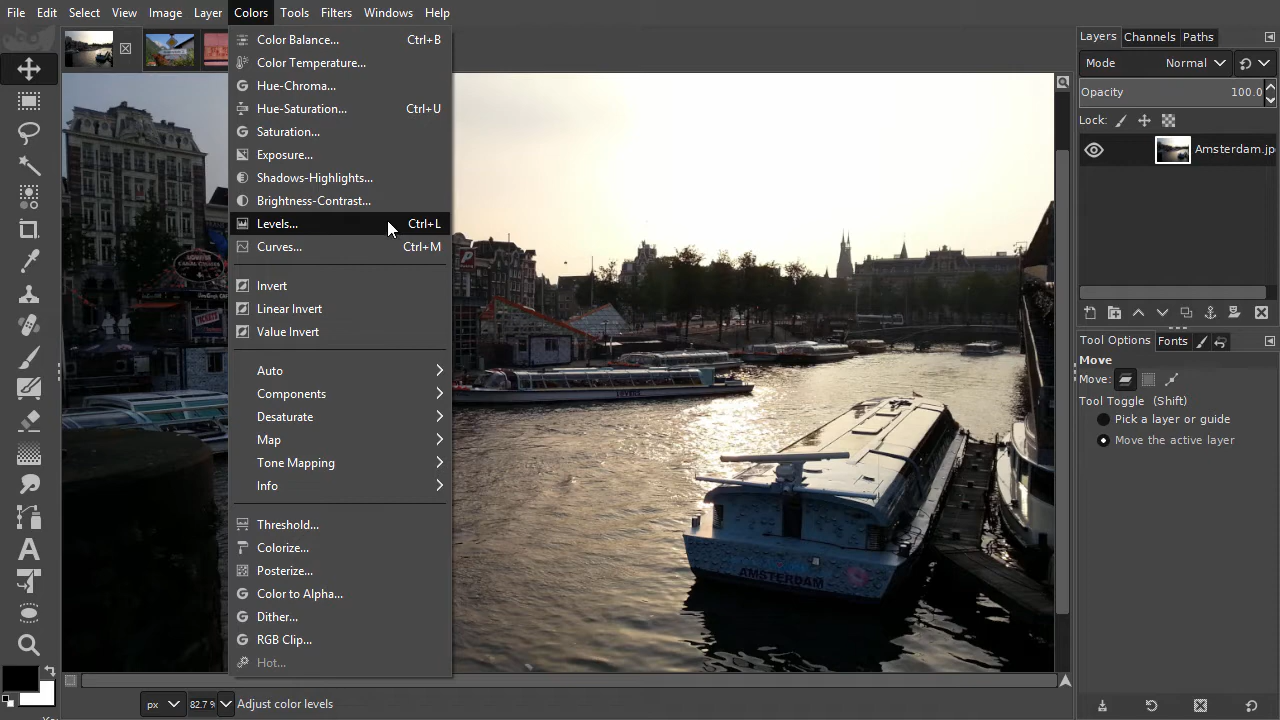 File Edit Select View Image Layer Colors Tools Filters Windows Help
Color Balance... Ctrl+B
Color Temperature...
Hue-Chroma...
Hue-Saturation... Ctrl+U
Saturation...
Exposure...
Shadows-Highlights...
Brightness-Contrast...
Levels... Ctrl+L
Curves... Ctrl+M
Invert
Linear Invert
Value Invert
Auto
Components
Desaturate
Map
Tone Mapping
Info
Threshold...
Colorize...
Posterize...
Color to Alpha...
Dither...
RGB Clip...
Hot...
TICKETS
P
LOVERS
AMSTERDAM
Layers Channels Paths
Mode Normal
Opacity 100.0
Lock:
Amsterdam.jp
Tool Options Fonts
Move
Move:
Tool Toggle (Shift)
Pick a layer or guide
Move the active layer
px 82.7 % Adjust color levels